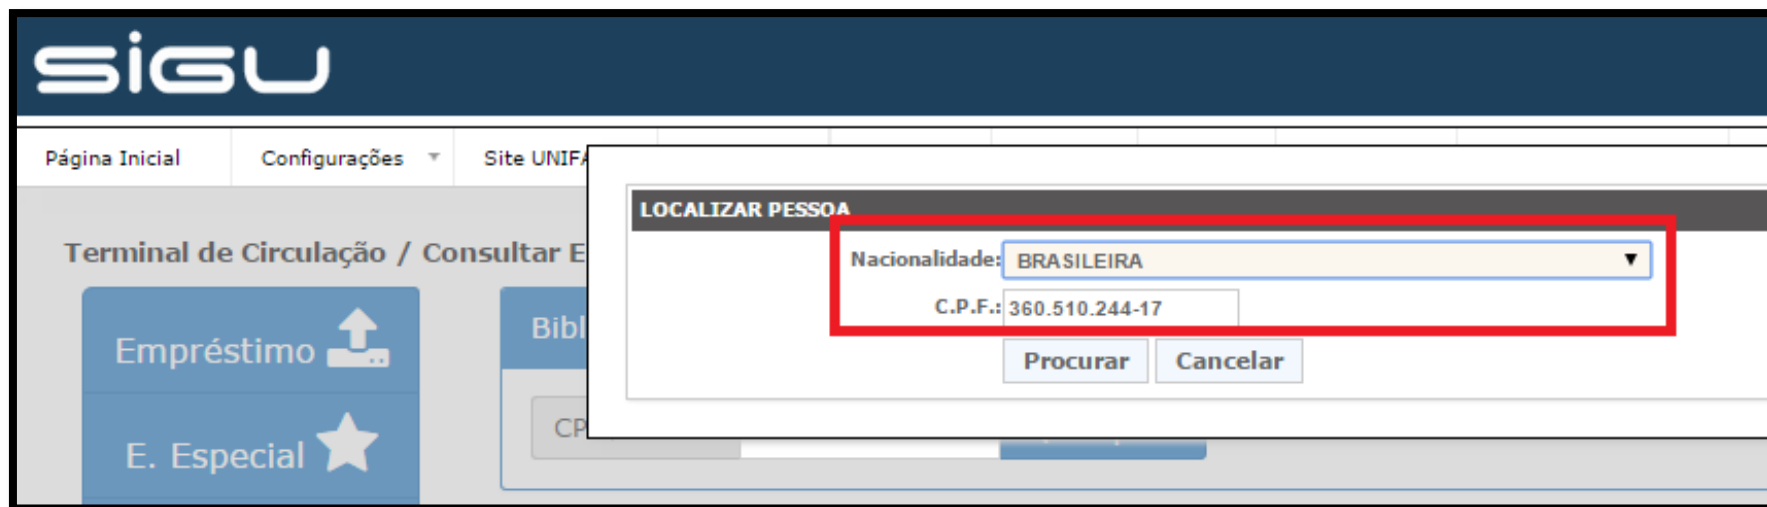 sigu
Página Inicial Configurações Site UNIFA
LOCALIZAR PESSOA
Nacionalidade: BRASILEIRA
C.P.F.: 360.510.244-17
Procurar Cancelar
Terminal de Circulação / Consultar E
Empréstimo
E. Especial
Bibl
CP